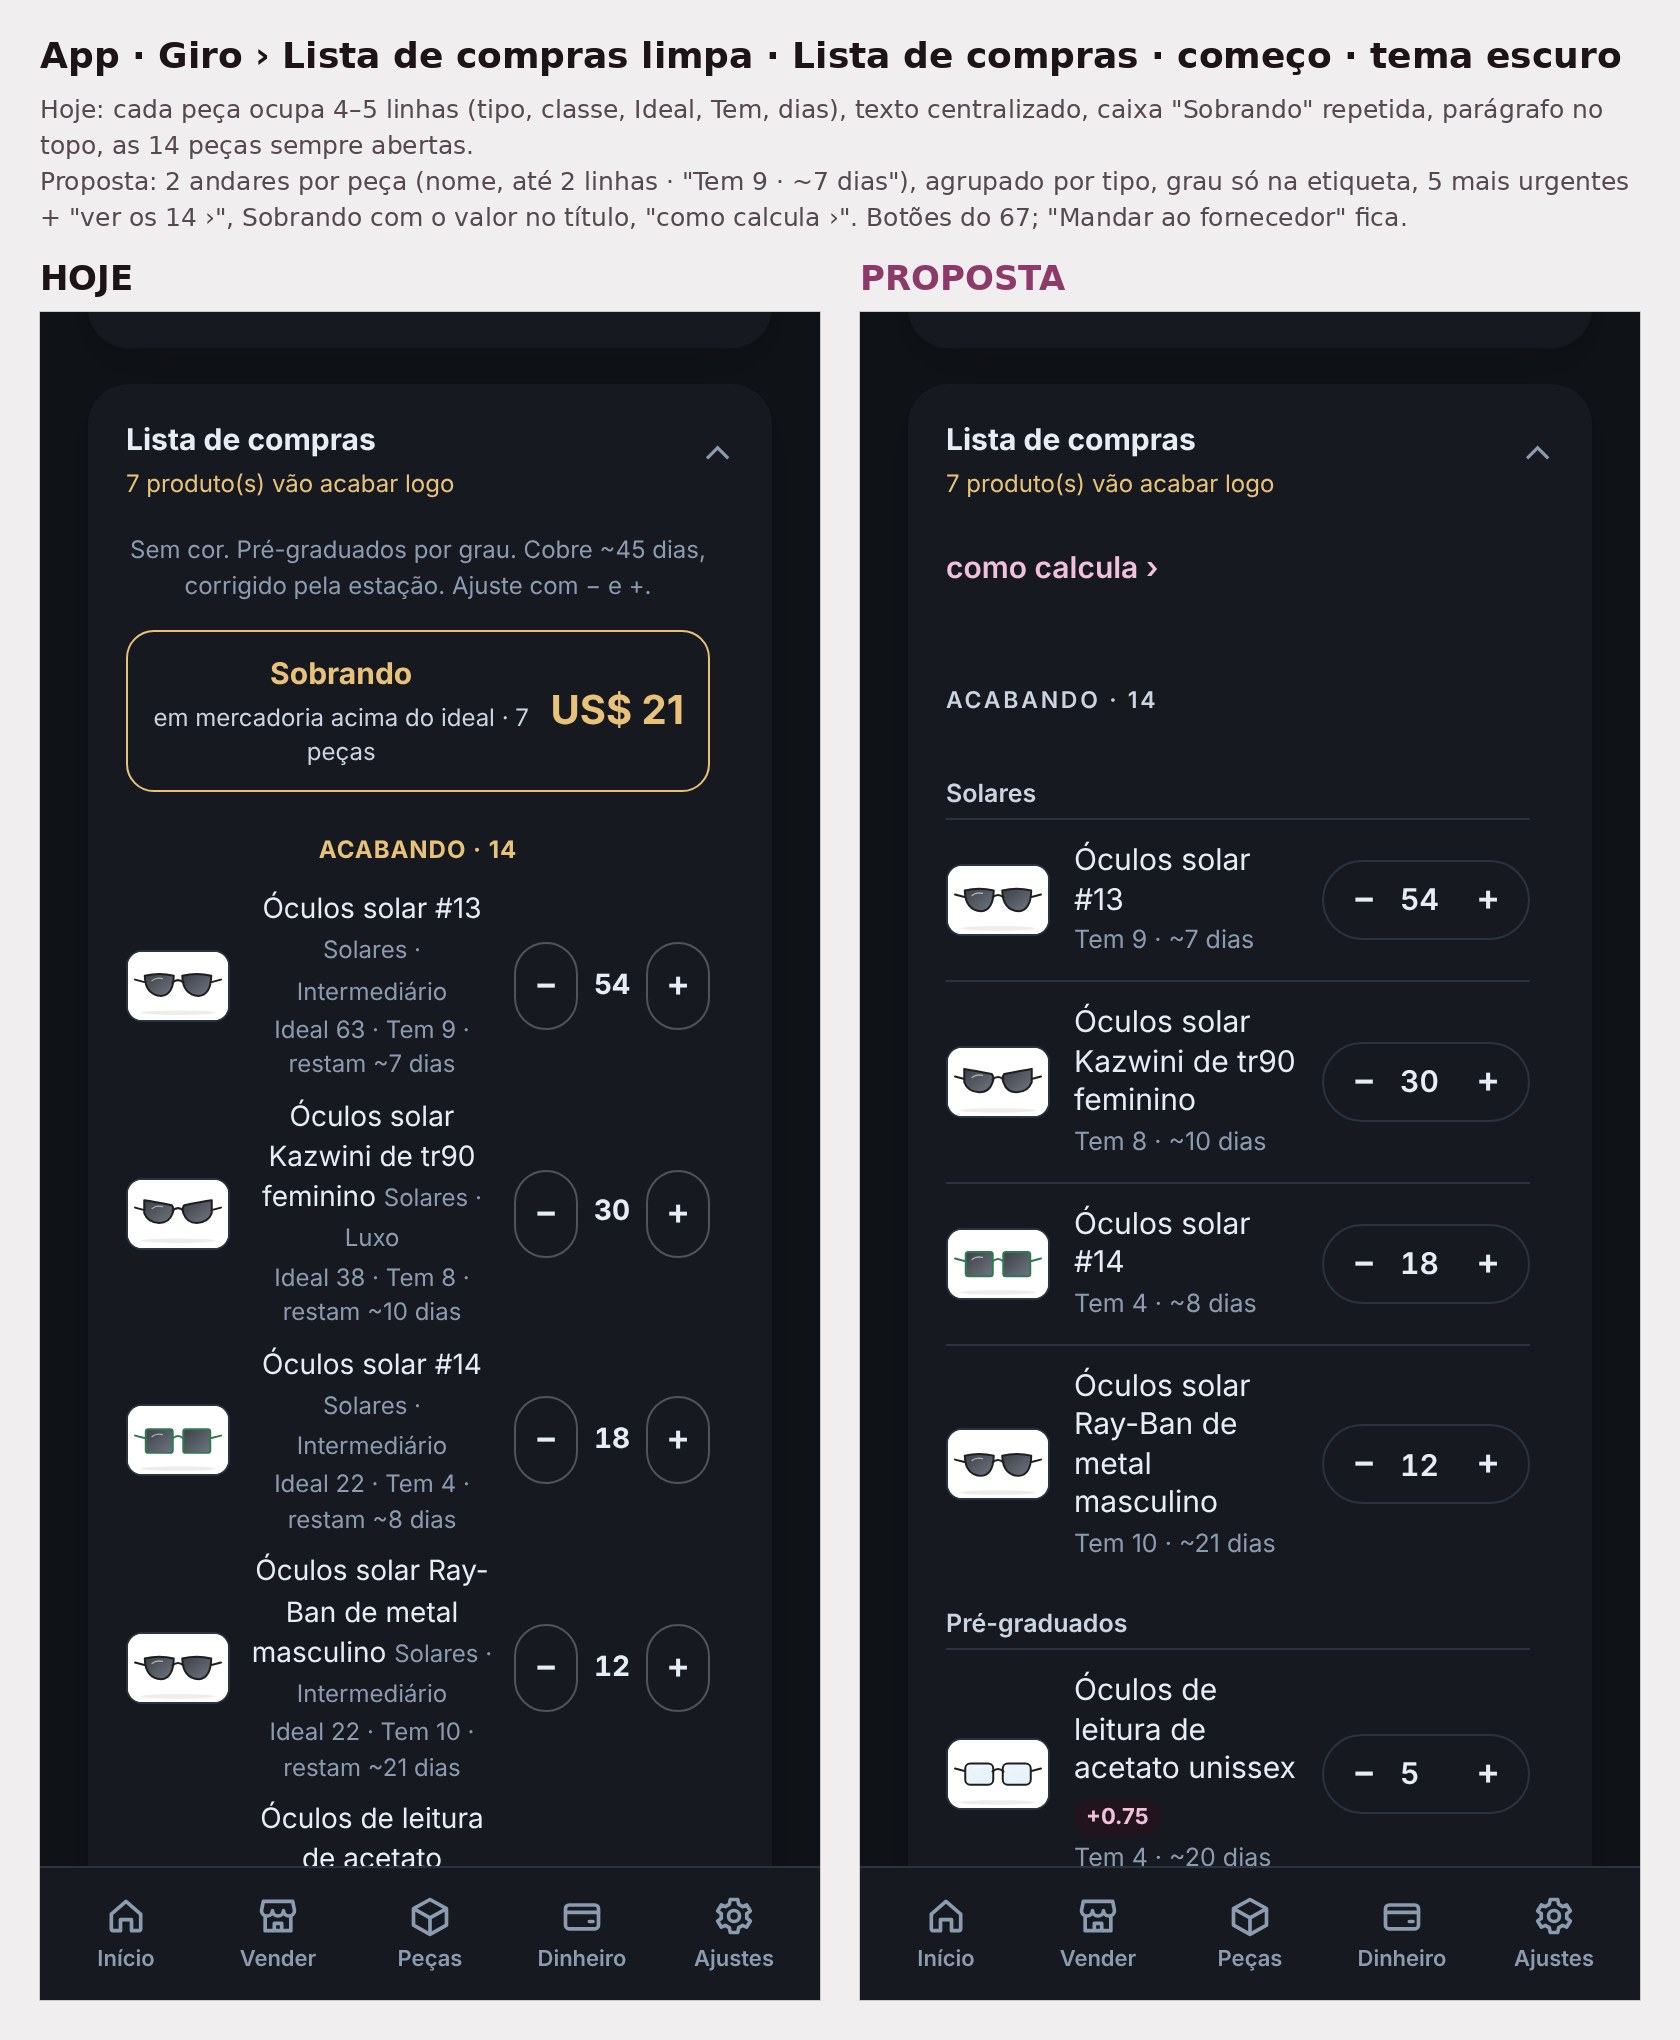 App · Giro › Lista de compras limpa · Lista de compras · começo · tema escuro
Hoje: cada peça ocupa 4–5 linhas (tipo, classe, Ideal, Tem, dias), texto centralizado, caixa "Sobrando" repetida, parágrafo no
topo, as 14 peças sempre abertas.
Proposta: 2 andares por peça (nome, até 2 linhas · "Tem 9 · ~7 dias"), agrupado por tipo, grau só na etiqueta, 5 mais urgentes
+ "ver os 14 ›", Sobrando com o valor no título, "como calcula ›". Botões do 67; "Mandar ao fornecedor" fica.
HOJE
Lista de compras
7 produto(s) vão acabar logo
Sem cor. Pré-graduados por grau. Cobre ~45 dias,
corrigido pela estação. Ajuste com − e +.
Sobrando
em mercadoria acima do ideal · 7
peças
US$ 21
ACABANDO · 14
Óculos solar #13
Solares ·
Intermediário
Ideal 63 · Tem 9 ·
restam ~7 dias
− 54 +
Óculos solar
Kazwini de tr90
feminino Solares ·
Luxo
Ideal 38 · Tem 8 ·
restam ~10 dias
− 30 +
Óculos solar #14
Solares ·
Intermediário
Ideal 22 · Tem 4 ·
restam ~8 dias
− 18 +
Óculos solar Ray-
Ban de metal
masculino Solares ·
Intermediário
Ideal 22 · Tem 10 ·
restam ~21 dias
− 12 +
Óculos de leitura
de acetato
Início
Vender
Peças
Dinheiro
Ajustes
PROPOSTA
Lista de compras
7 produto(s) vão acabar logo
como calcula ›
ACABANDO · 14
Solares
Óculos solar
#13
Tem 9 · ~7 dias
− 54 +
Óculos solar
Kazwini de tr90
feminino
Tem 8 · ~10 dias
− 30 +
Óculos solar
#14
Tem 4 · ~8 dias
− 18 +
Óculos solar
Ray-Ban de
metal
masculino
Tem 10 · ~21 dias
− 12 +
Pré-graduados
Óculos de
leitura de
acetato unissex
+0.75
Tem 4 · ~20 dias
− 5 +
Início
Vender
Peças
Dinheiro
Ajustes